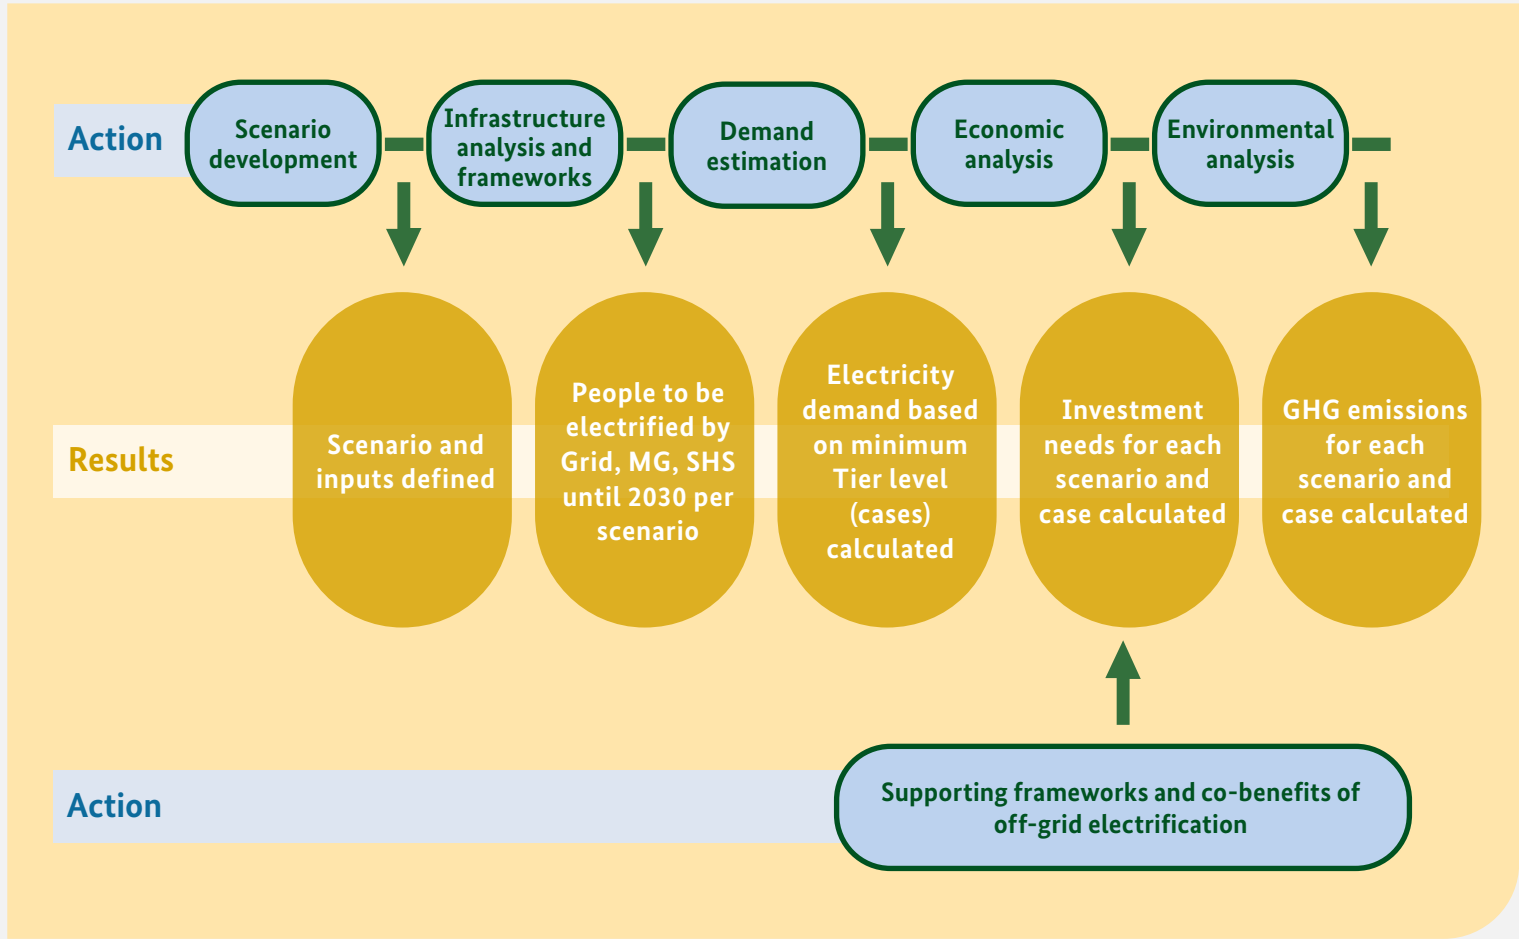 Action
Scenario
development
Infrastructure
analysis and
frameworks
Demand
estimation
Economic
analysis
Environmental
analysis
Results
Scenario and
inputs defined
People to be
electrified by
Grid, MG, SHS
until 2030 per
scenario
Electricity
demand based
on minimum
Tier level
(cases)
calculated
Investment
needs for each
scenario and
case calculated
GHG emissions
for each
scenario and
case calculated
Action
Supporting frameworks and co-benefits of
off-grid electrification